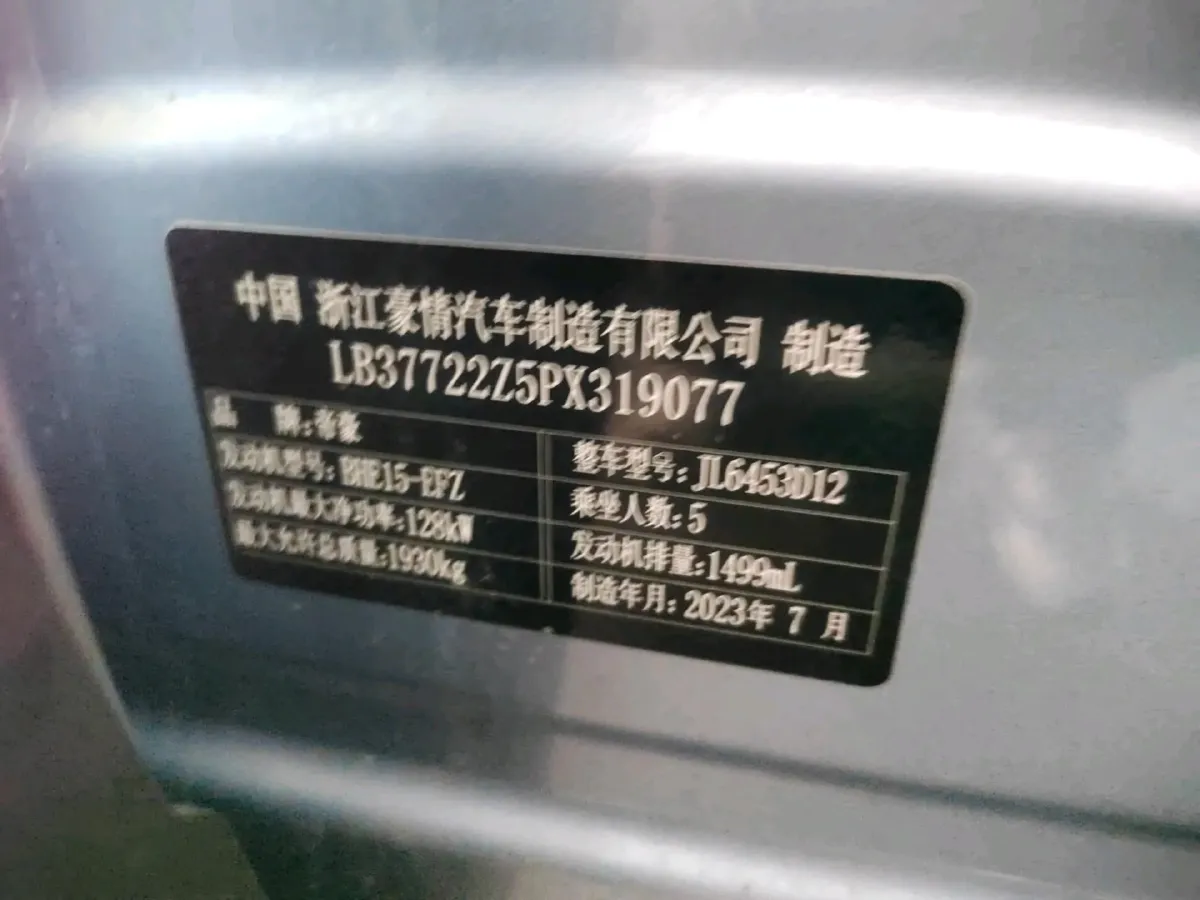 中国 浙江豪情汽车制造有限公司 制造
LB37722Z5PX319077
品 牌:帝豪
整车型号:JL6453D12
发动机型号:BHE15-EFZ
乘坐人数:5
发动机最大净功率:128kW
发动机排量:1499mL
最大允许总质量:1930kg
制造年月:2023年 7 月